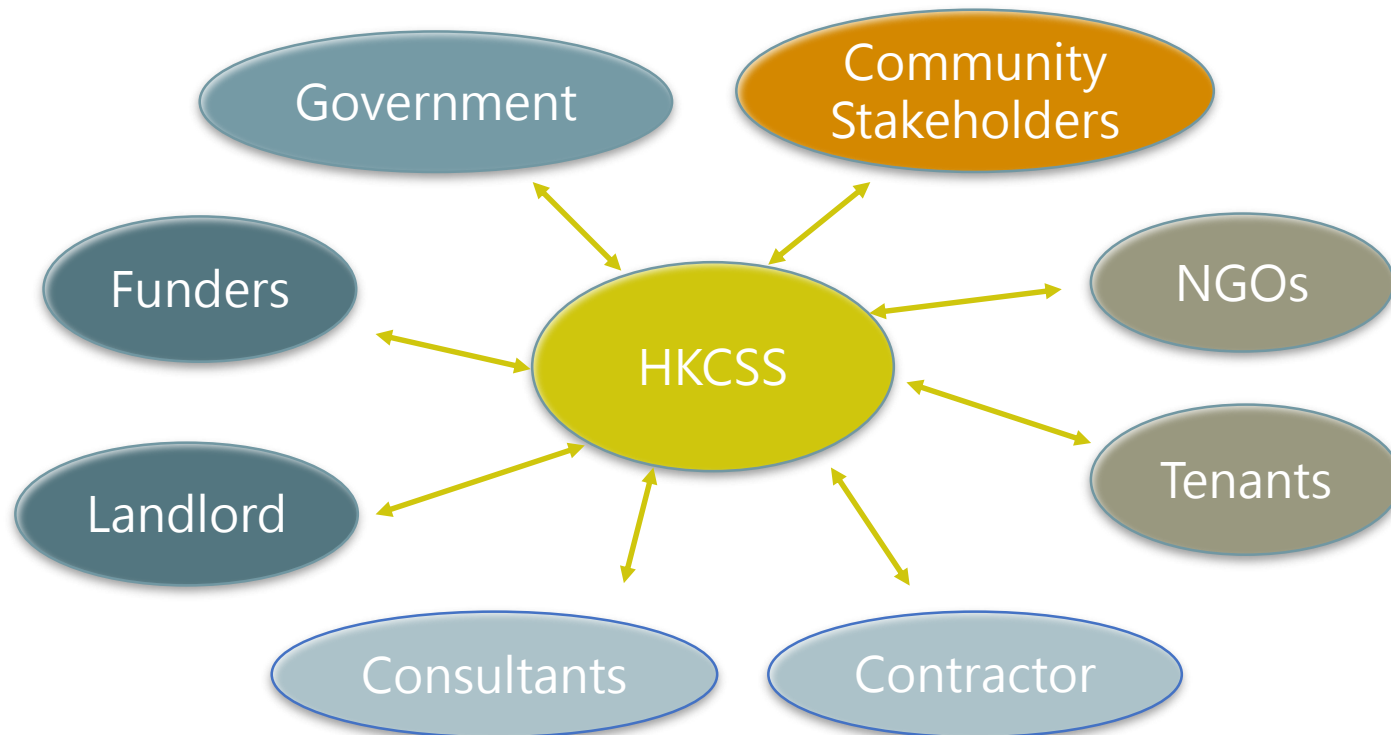 Government
Community
Stakeholders
Funders
NGOs
HKCSS
Landlord
Tenants
Consultants
Contractor